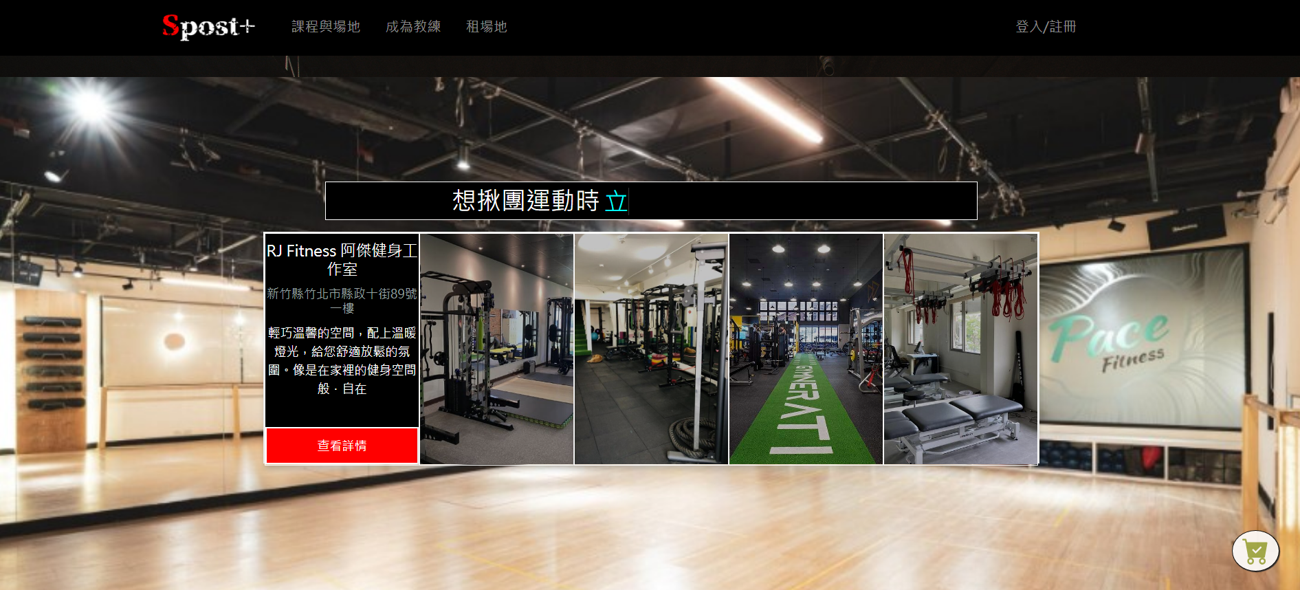 Spost+
課程與場地
成為教練
租場地
登入/註冊
想揪團運動時 立
RJ Fitness 阿傑健身工
作室
新竹縣竹北市縣政十街89號
一樓
輕巧溫馨的空間，配上溫暖
燈光，給您舒適放鬆的氛
圍。像是在家裡的健身空間
般．自在
查看詳情
Pace
Fitness